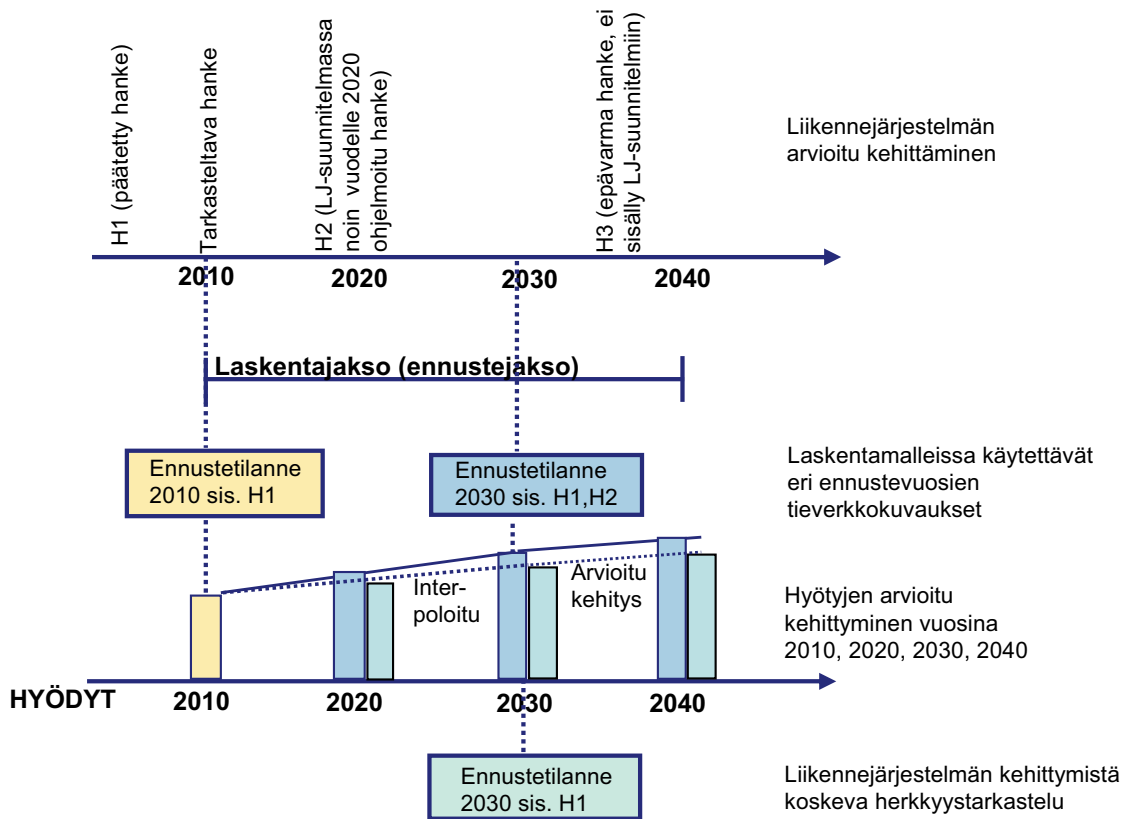 H1 (päätetty hanke)
Tarkasteltava hanke
H2 (LJ-suunnitelmassa
noin vuodelle 2020
ohjelmoitu hanke)
H3 (epävarma hanke, ei
sisälly LJ-suunnitelmiin)
Liikennejärjestelmän
arvioitu kehittäminen
2010 2020 2030 2040
Laskentajakso (ennustejakso)
Ennustetilanne
2010 sis. H1
Ennustetilanne
2030 sis. H1,H2
Laskentamalleissa käytettävät
eri ennustevuosien
tieverkkokuvaukset
Inter-
poloitu
Arvioitu
kehitys
Hyötyjen arvioitu
kehittyminen vuosina
2010, 2020, 2030, 2040
HYÖDYT 2010 2020 2030 2040
Ennustetilanne
2030 sis. H1
Liikennejärjestelmän kehittymistä
koskeva herkkyystarkastelu